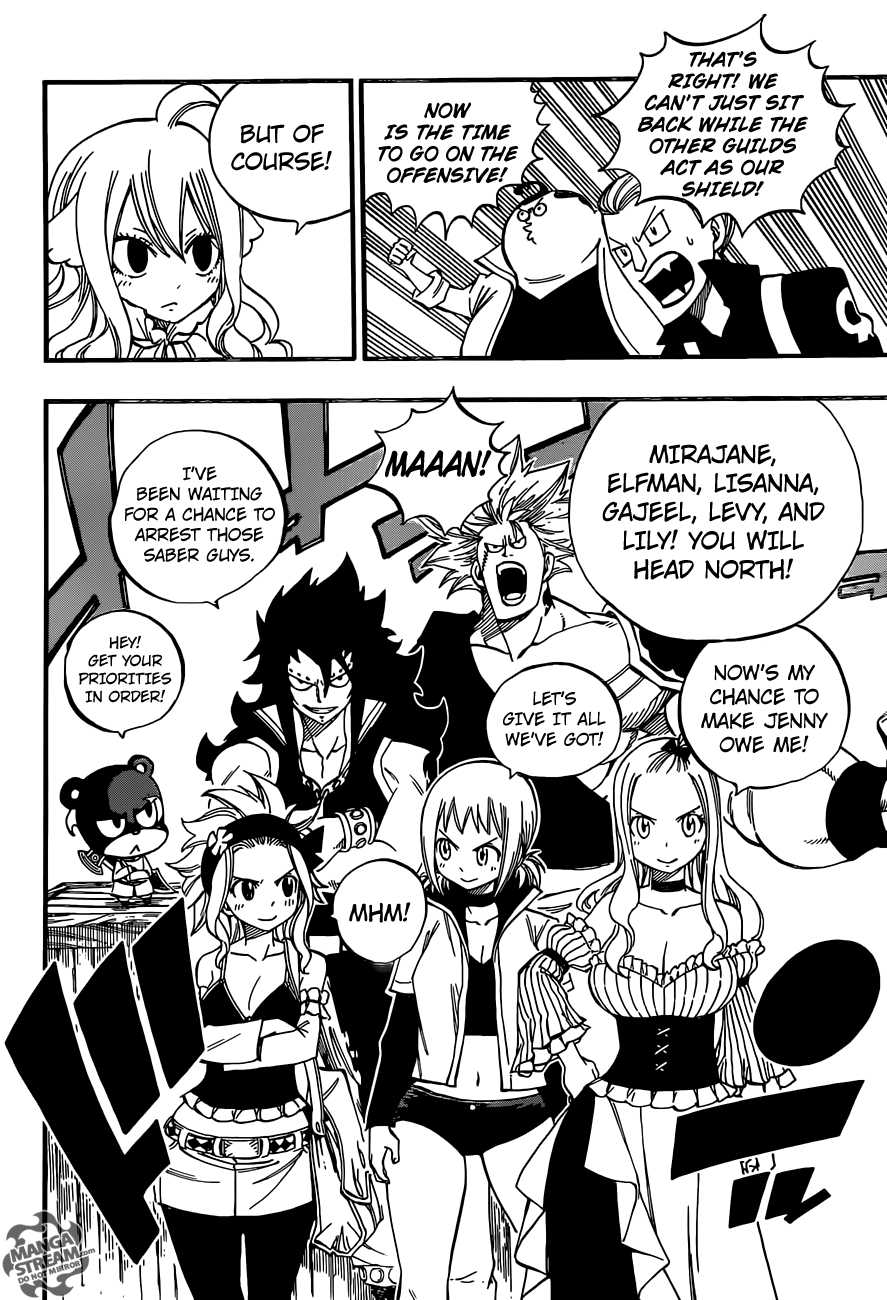 THAT'S
RIGHT! WE
CAN'T JUST SIT
BACK WHILE THE
OTHER GUILDS
ACT AS OUR
SHIELD!
NOW
IS THE TIME
TO GO ON THE
OFFENSIVE!
BUT OF
COURSE!
MIRAJANE,
ELFMAN, LISANNA,
GAJEEL, LEVY, AND
LILY! YOU WILL
HEAD NORTH!
MAAAN!
I'VE
BEEN WAITING
FOR A CHANCE TO
ARREST THOSE
SABER GUYS.
NOW'S MY
CHANCE TO
MAKE JENNY
OWE ME!
LET'S
GIVE IT ALL
WE'VE GOT!
HEY!
GET YOUR
PRIORITIES
IN ORDER!
MHM!
MANGA
STREAM.com
DO NOT MIRROR!